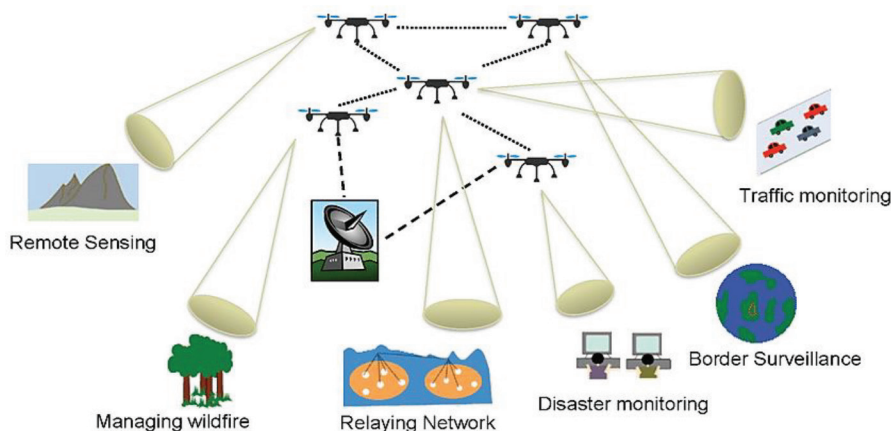 Traffic monitoring
Remote Sensing
Border Surveillance
Managing wildfire
Relaying Network
Disaster monitoring